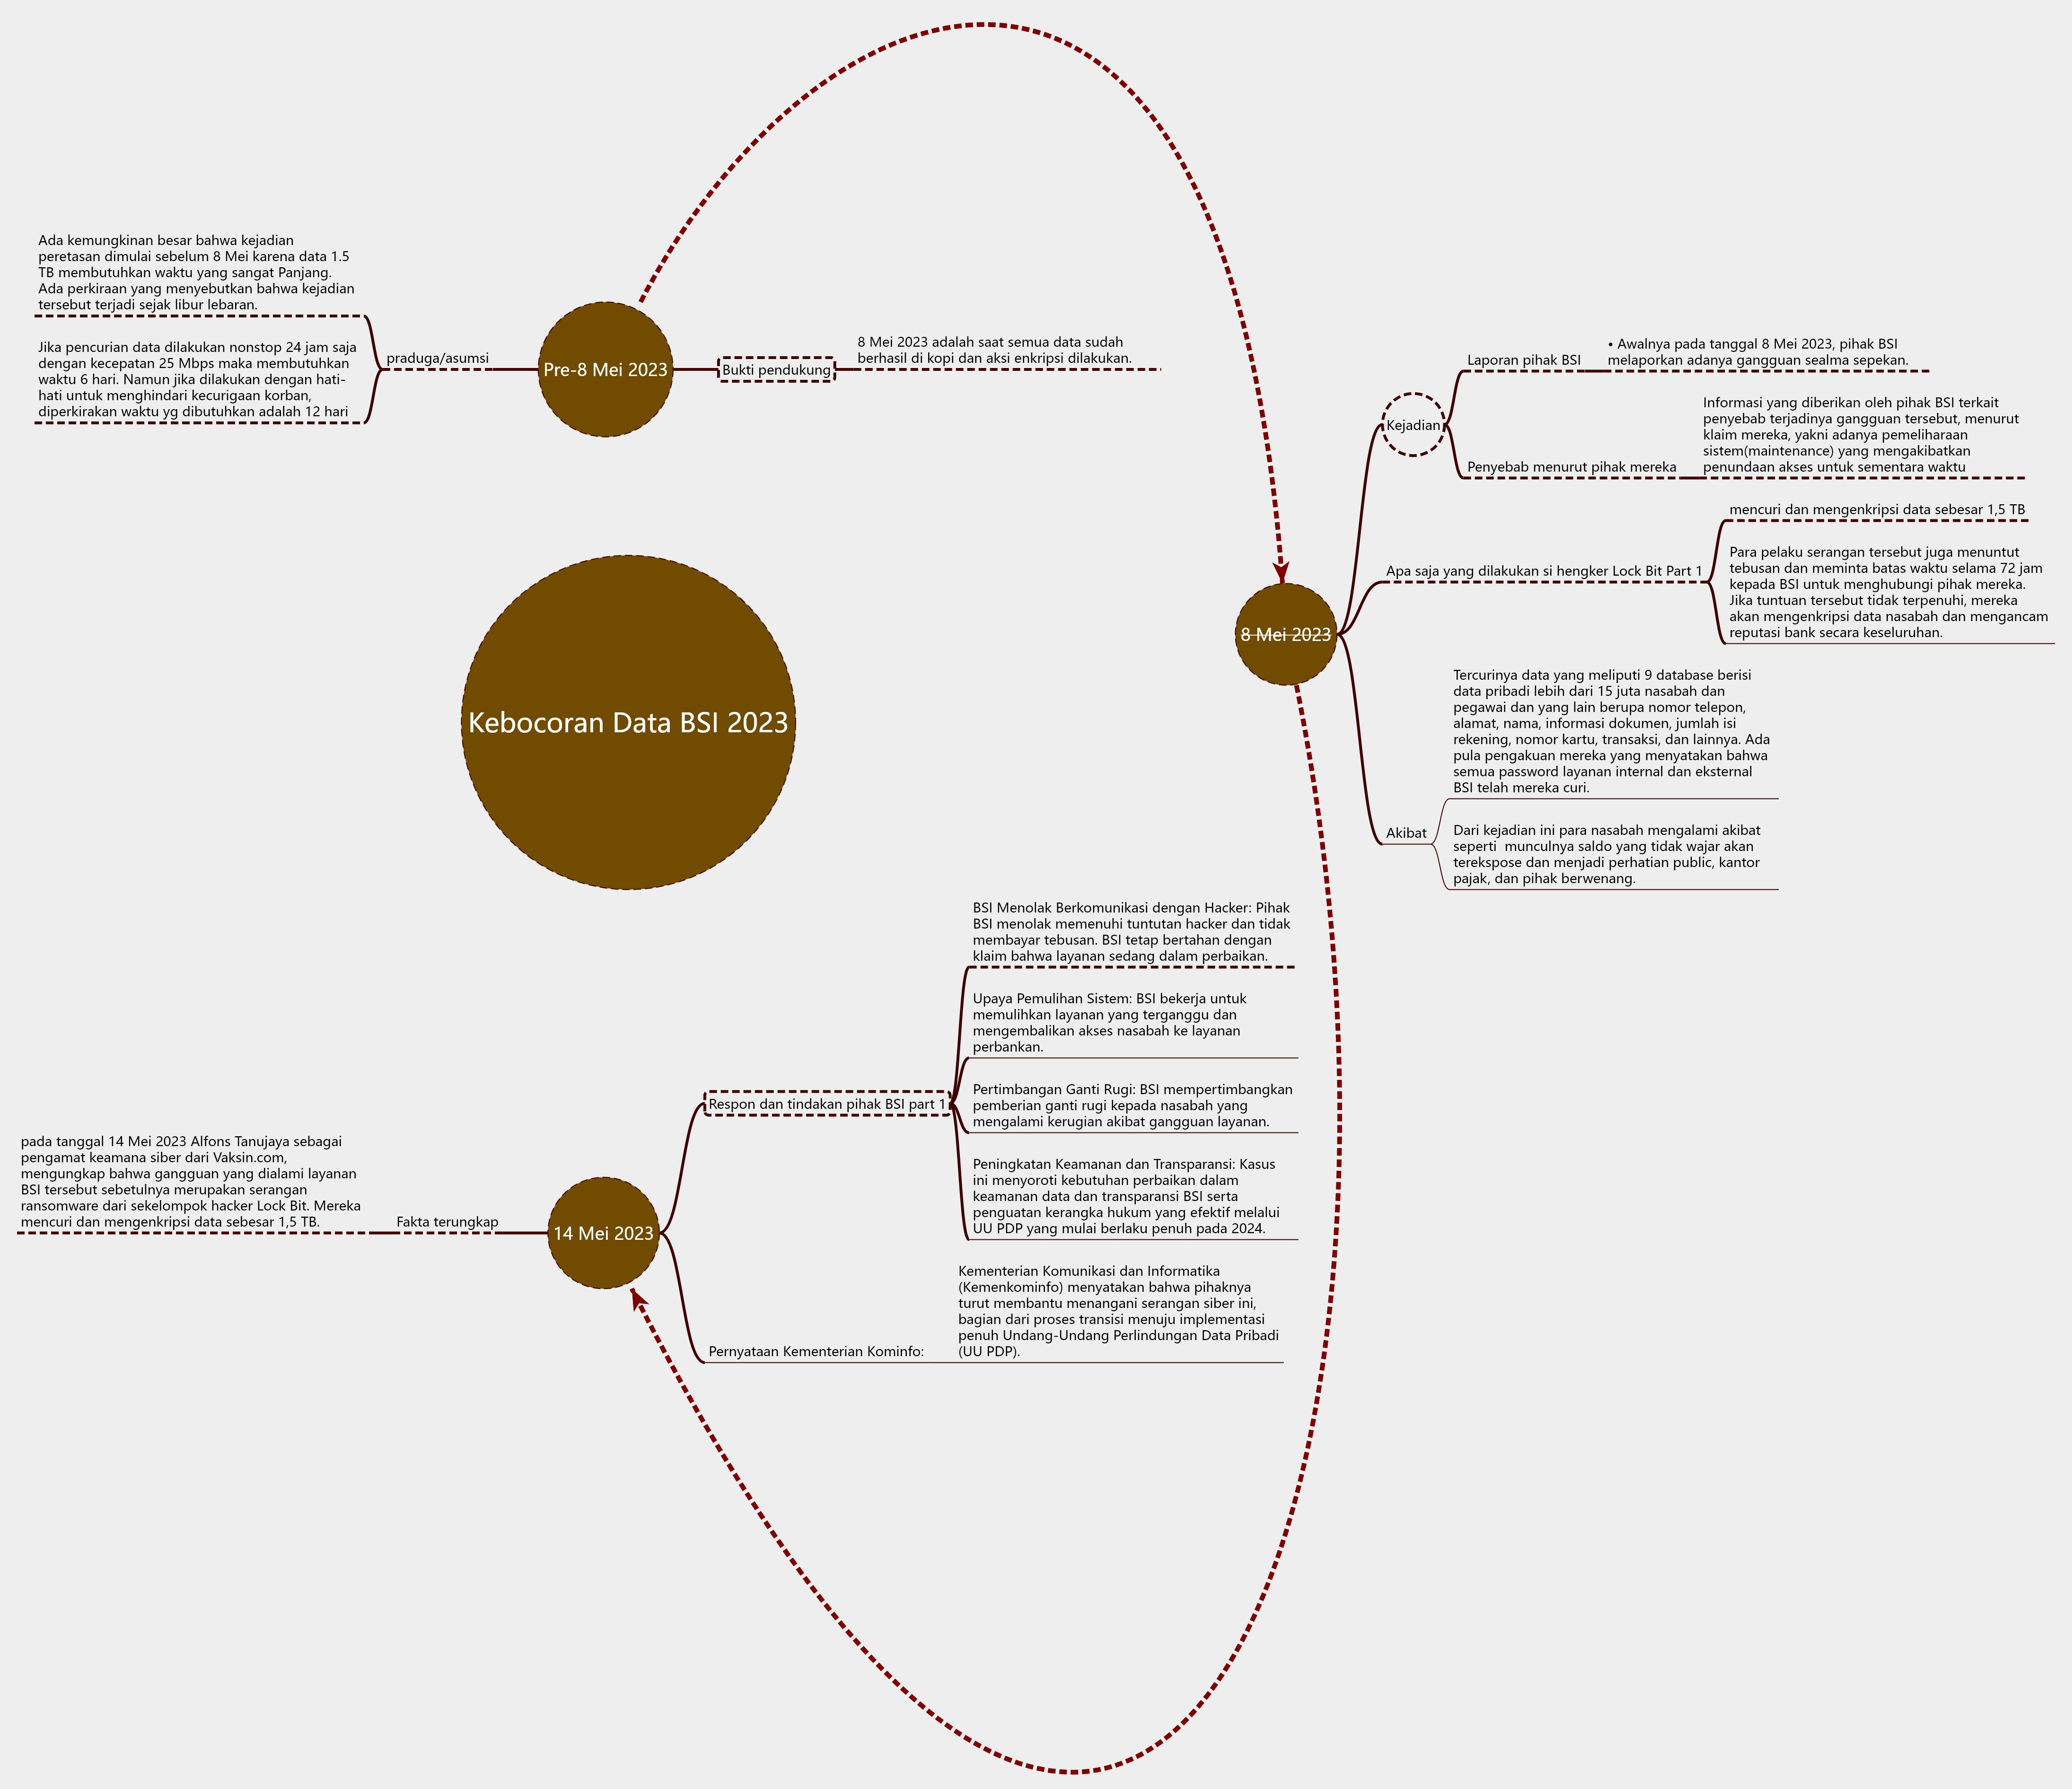 Ada kemungkinan besar bahwa kejadian
peretasan dimulai sebelum 8 Mei karena data 1.5
TB membutuhkan waktu yang sangat Panjang.
Ada perkiraan yang menyebutkan bahwa kejadian
tersebut terjadi sejak libur lebaran.
Jika pencurian data dilakukan nonstop 24 jam saja
dengan kecepatan 25 Mbps maka membutuhkan
waktu 6 hari. Namun jika dilakukan dengan hati-
hati untuk menghindari kecurigaan korban,
diperkirakan waktu yg dibutuhkan adalah 12 hari
praduga/asumsi
Pre-8 Mei 2023
Bukti pendukung
8 Mei 2023 adalah saat semua data sudah
berhasil di kopi dan aksi enkripsi dilakukan.
Kebocoran Data BSI 2023
8 Mei 2023
Kejadian
Laporan pihak BSI
• Awalnya pada tanggal 8 Mei 2023, pihak BSI
melaporkan adanya gangguan sealma sepekan.
Penyebab menurut pihak mereka
Informasi yang diberikan oleh pihak BSI terkait
penyebab terjadinya gangguan tersebut, menurut
klaim mereka, yakni adanya pemeliharaan
sistem(maintenance) yang mengakibatkan
penundaan akses untuk sementara waktu
Apa saja yang dilakukan si hengker Lock Bit Part 1
mencuri dan mengenkripsi data sebesar 1,5 TB
Para pelaku serangan tersebut juga menuntut
tebusan dan meminta batas waktu selama 72 jam
kepada BSI untuk menghubungi pihak mereka.
Jika tuntuan tersebut tidak terpenuhi, mereka
akan mengenkripsi data nasabah dan mengancam
reputasi bank secara keseluruhan.
Akibat
Tercurinya data yang meliputi 9 database berisi
data pribadi lebih dari 15 juta nasabah dan
pegawai dan yang lain berupa nomor telepon,
alamat, nama, informasi dokumen, jumlah isi
rekening, nomor kartu, transaksi, dan lainnya. Ada
pula pengakuan mereka yang menyatakan bahwa
semua password layanan internal dan eksternal
BSI telah mereka curi.
Dari kejadian ini para nasabah mengalami akibat
seperti  munculnya saldo yang tidak wajar akan
terekspose dan menjadi perhatian public, kantor
pajak, dan pihak berwenang.
14 Mei 2023
Fakta terungkap
pada tanggal 14 Mei 2023 Alfons Tanujaya sebagai
pengamat keamana siber dari Vaksin.com,
mengungkap bahwa gangguan yang dialami layanan
BSI tersebut sebetulnya merupakan serangan
ransomware dari sekelompok hacker Lock Bit. Mereka
mencuri dan mengenkripsi data sebesar 1,5 TB.
Respon dan tindakan pihak BSI part 1
BSI Menolak Berkomunikasi dengan Hacker: Pihak
BSI menolak memenuhi tuntutan hacker dan tidak
membayar tebusan. BSI tetap bertahan dengan
klaim bahwa layanan sedang dalam perbaikan.
Upaya Pemulihan Sistem: BSI bekerja untuk
memulihkan layanan yang terganggu dan
mengembalikan akses nasabah ke layanan
perbankan.
Pertimbangan Ganti Rugi: BSI mempertimbangkan
pemberian ganti rugi kepada nasabah yang
mengalami kerugian akibat gangguan layanan.
Peningkatan Keamanan dan Transparansi: Kasus
ini menyoroti kebutuhan perbaikan dalam
keamanan data dan transparansi BSI serta
penguatan kerangka hukum yang efektif melalui
UU PDP yang mulai berlaku penuh pada 2024.
Pernyataan Kementerian Kominfo:
Kementerian Komunikasi dan Informatika
(Kemenkominfo) menyatakan bahwa pihaknya
turut membantu menangani serangan siber ini,
bagian dari proses transisi menuju implementasi
penuh Undang-Undang Perlindungan Data Pribadi
(UU PDP).